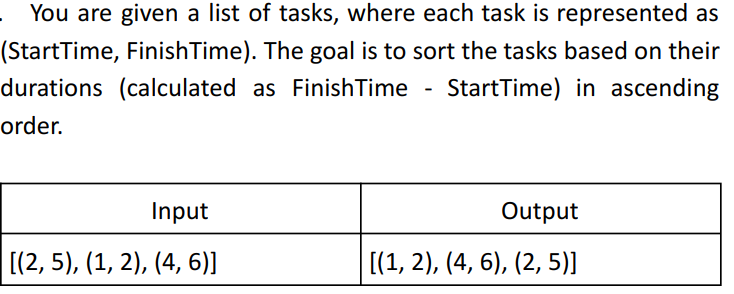 . You are given a list of tasks, where each task is represented as
(StartTime, FinishTime). The goal is to sort the tasks based on their
durations (calculated as FinishTime - StartTime) in ascending
order.
Input Output
[(2, 5), (1, 2), (4, 6)] [(1, 2), (4, 6), (2, 5)]